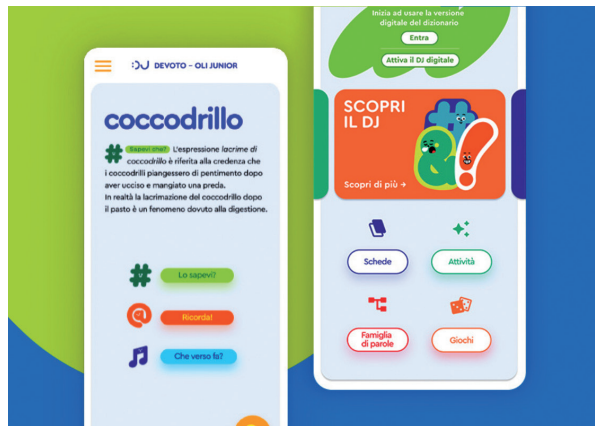 DEVOTO – OLI JUNIOR
coccodrillo
# Sapevi che? L'espressione lacrime di
coccodrillo è riferita alla credenza che
i coccodrilli piangessero di pentimento dopo
aver ucciso e mangiato una preda.
In realtà la lacrimazione del coccodrillo dopo
il pasto è un fenomeno dovuto alla digestione.
# Lo sapevi?
@ Ricorda!
Che verso fa?
Inizia ad usare la versione
digitale del dizionario
Entra
Attiva il DJ digitale
SCOPRI
IL DJ
#
&!
Scopri di più →
Schede
Attività
Famiglia
di parole
Giochi